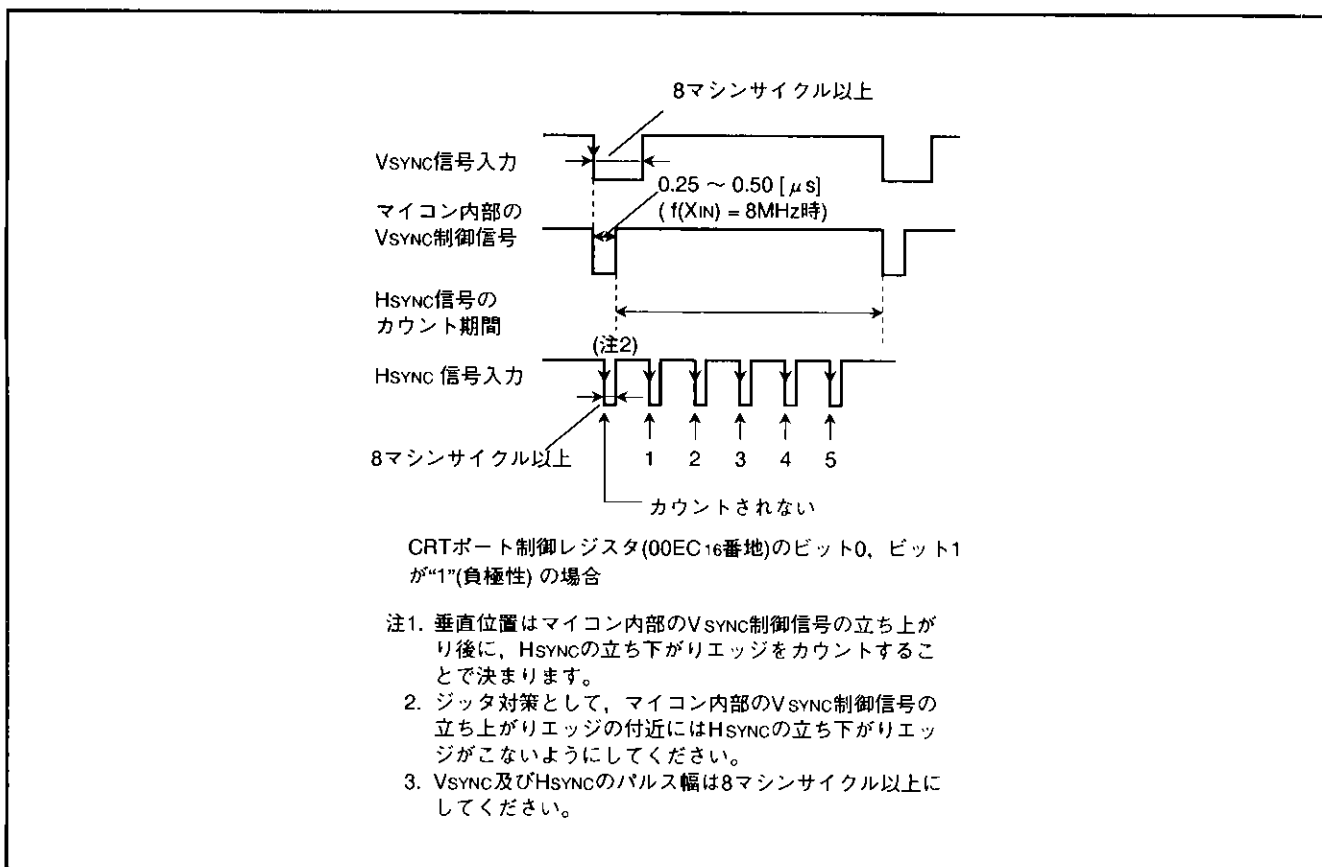 8マシンサイクル以上
VSYNC信号入力
0.25 ~ 0.50 [ μs]
( f(XIN) = 8MHz時)
マイコン内部の
VSYNC制御信号
HSYNC信号の
カウント期間
(注2)
HSYNC 信号入力
8マシンサイクル以上
1 2 3 4 5
カウントされない
CRTポート制御レジスタ(00EC16番地)のビット0, ビット1
が“1”(負極性) の場合
注1. 垂直位置はマイコン内部のVSYNC制御信号の立ち上が
り後に, HSYNCの立ち下がりエッジをカウントするこ
とで決まります。
2. ジッタ対策として, マイコン内部のVSYNC制御信号の
立ち上がりエッジの付近にはHSYNCの立ち下がりエッ
ジがこないようにしてください。
3. VSYNC及びHSYNCのパルス幅は8マシンサイクル以上に
してください。